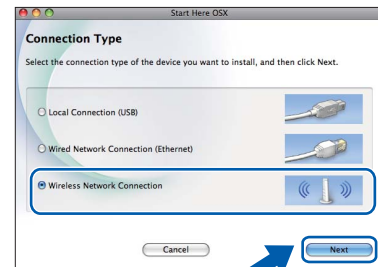 Start Here OSX
Connection Type
Select the connection type of the device you want to install, and then click Next.
Local Connection (USB)
Wired Network Connection (Ethernet)
Wireless Network Connection
Cancel
Next